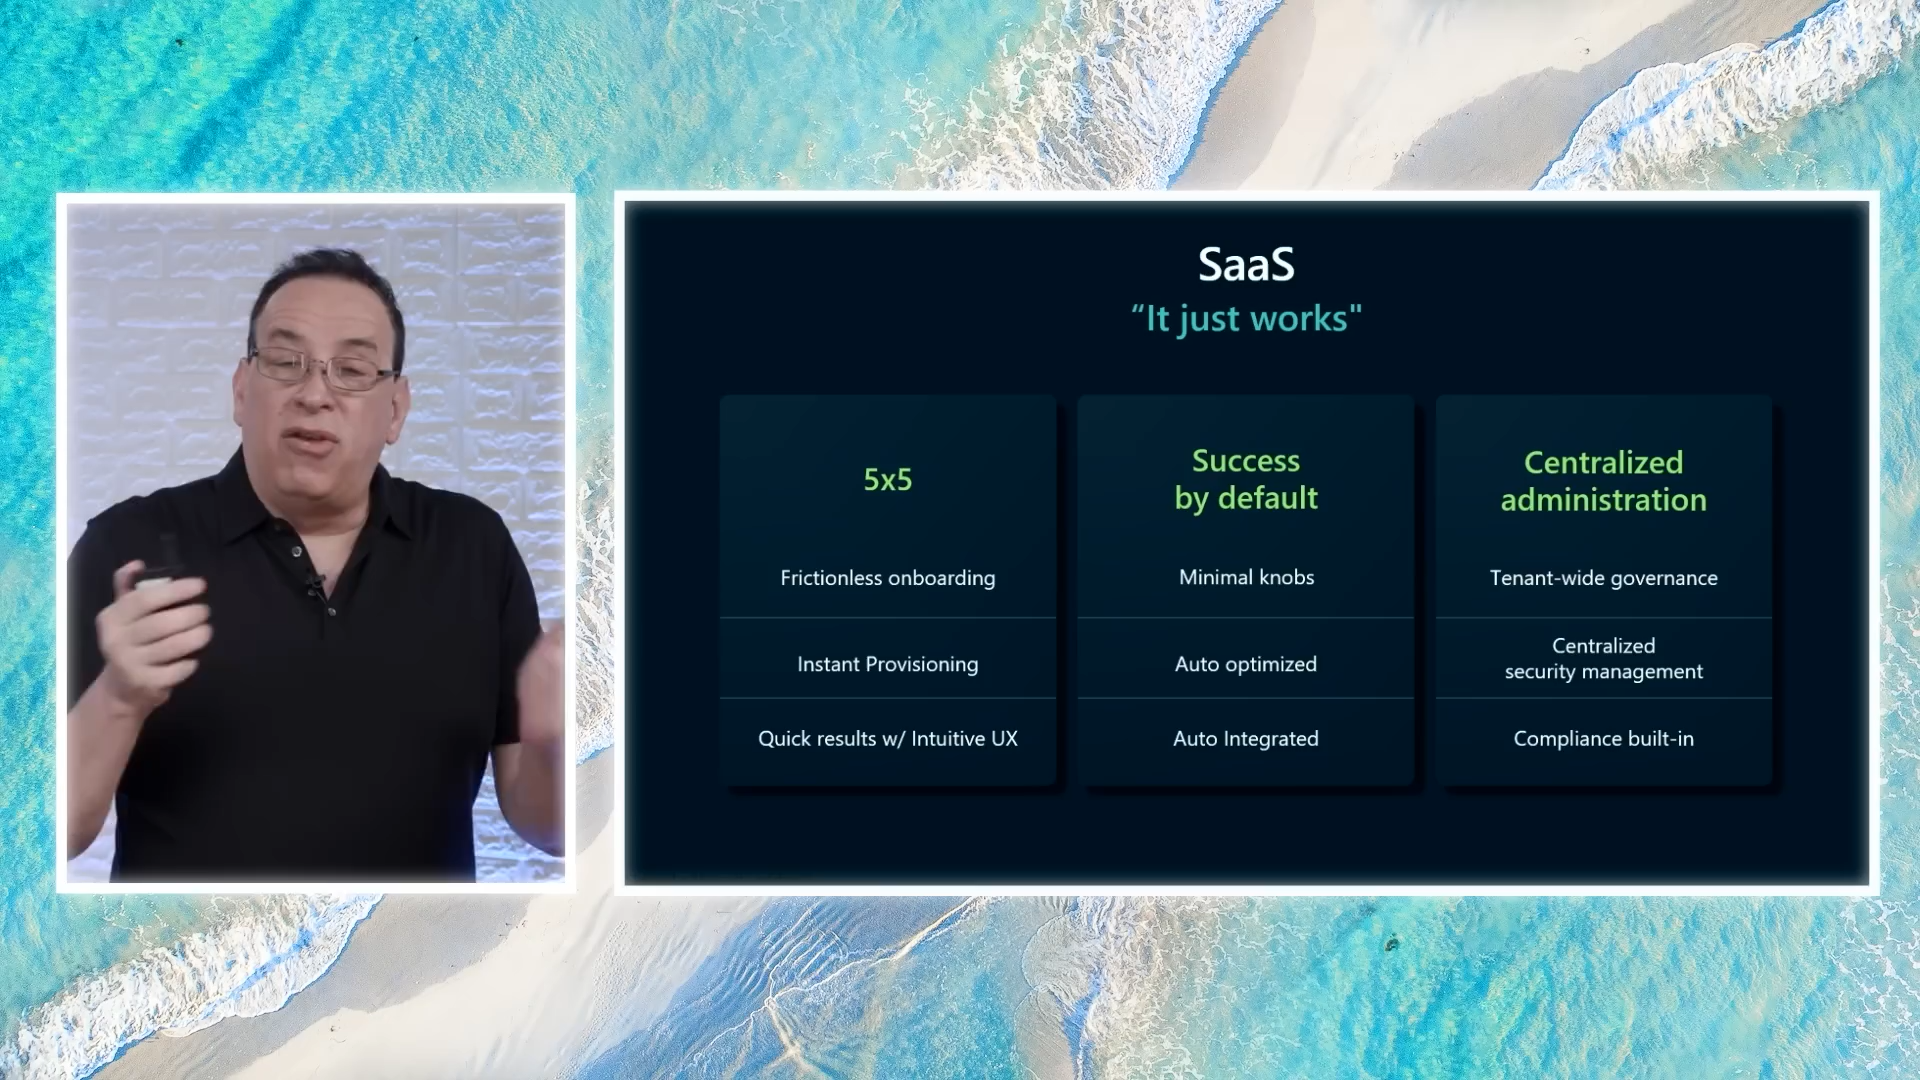 SaaS
“It just works"
5x5
Frictionless onboarding
Instant Provisioning
Quick results w/ Intuitive UX
Success
by default
Minimal knobs
Auto optimized
Auto Integrated
Centralized
administration
Tenant-wide governance
Centralized
security management
Compliance built-in